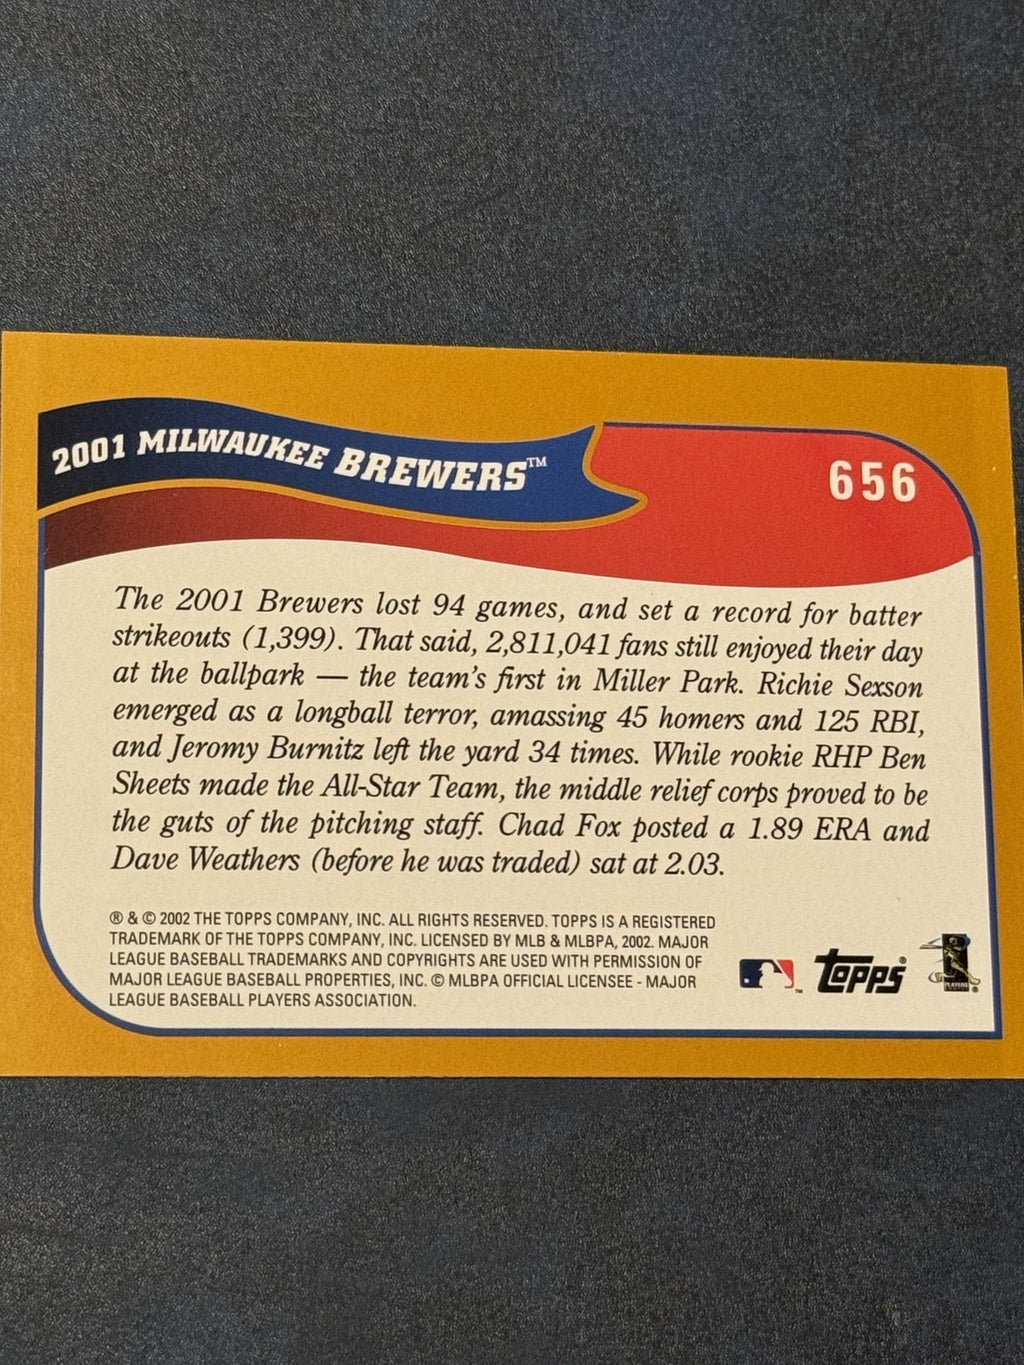 2001 MILWAUKEE BREWERS™
656
The 2001 Brewers lost 94 games, and set a record for batter
strikeouts (1,399). That said, 2,811,041 fans still enjoyed their day
at the ballpark — the team's first in Miller Park. Richie Sexson
emerged as a longball terror, amassing 45 homers and 125 RBI,
and Jeromy Burnitz left the yard 34 times. While rookie RHP Ben
Sheets made the All-Star Team, the middle relief corps proved to be
the guts of the pitching staff. Chad Fox posted a 1.89 ERA and
Dave Weathers (before he was traded) sat at 2.03.
® & © 2002 THE TOPPS COMPANY, INC. ALL RIGHTS RESERVED. TOPPS IS A REGISTERED
TRADEMARK OF THE TOPPS COMPANY, INC. LICENSED BY MLB & MLBPA, 2002. MAJOR
LEAGUE BASEBALL TRADEMARKS AND COPYRIGHTS ARE USED WITH PERMISSION OF
MAJOR LEAGUE BASEBALL PROPERTIES, INC. © MLBPA OFFICIAL LICENSEE - MAJOR
LEAGUE BASEBALL PLAYERS ASSOCIATION.
™
Topps®
PLAYERS
®